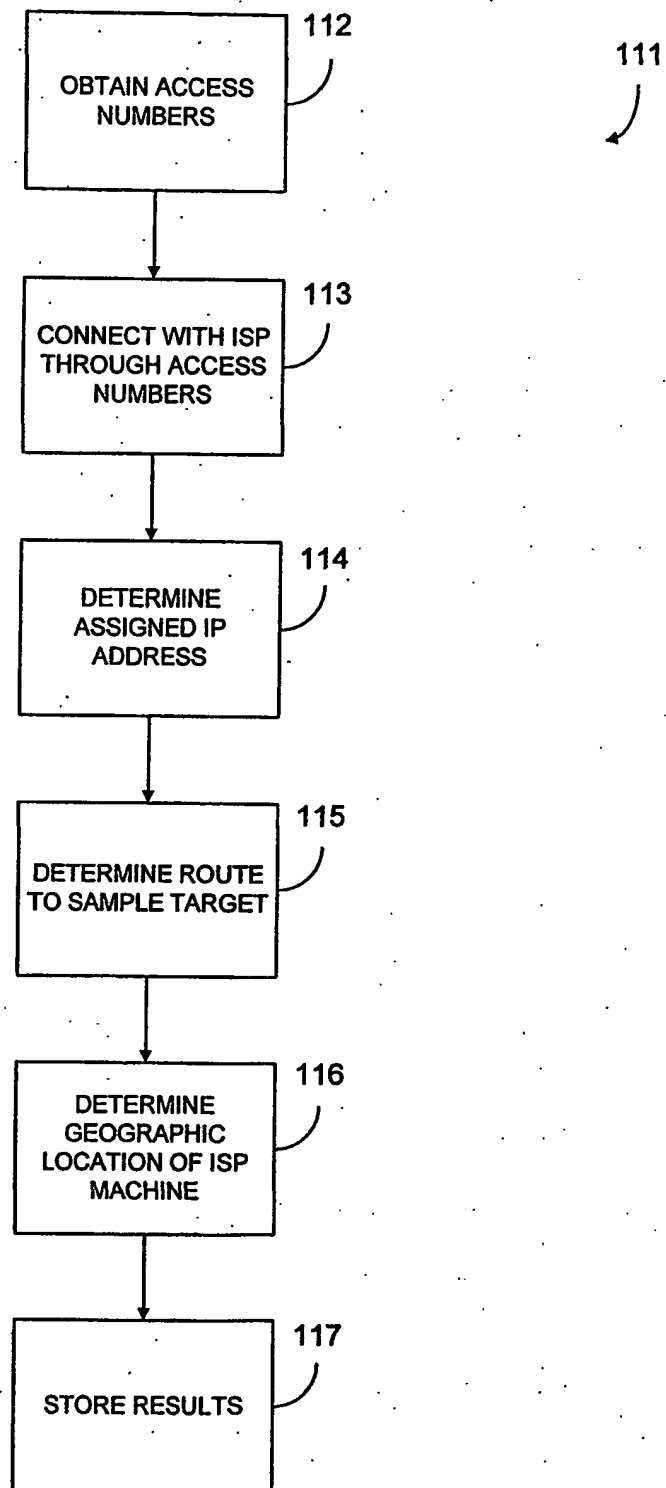 112
111
OBTAIN ACCESS
NUMBERS
113
CONNECT WITH ISP
THROUGH ACCESS
NUMBERS
114
DETERMINE
ASSIGNED IP
ADDRESS
115
DETERMINE ROUTE
TO SAMPLE TARGET
116
DETERMINE
GEOGRAPHIC
LOCATION OF ISP
MACHINE
117
STORE RESULTS